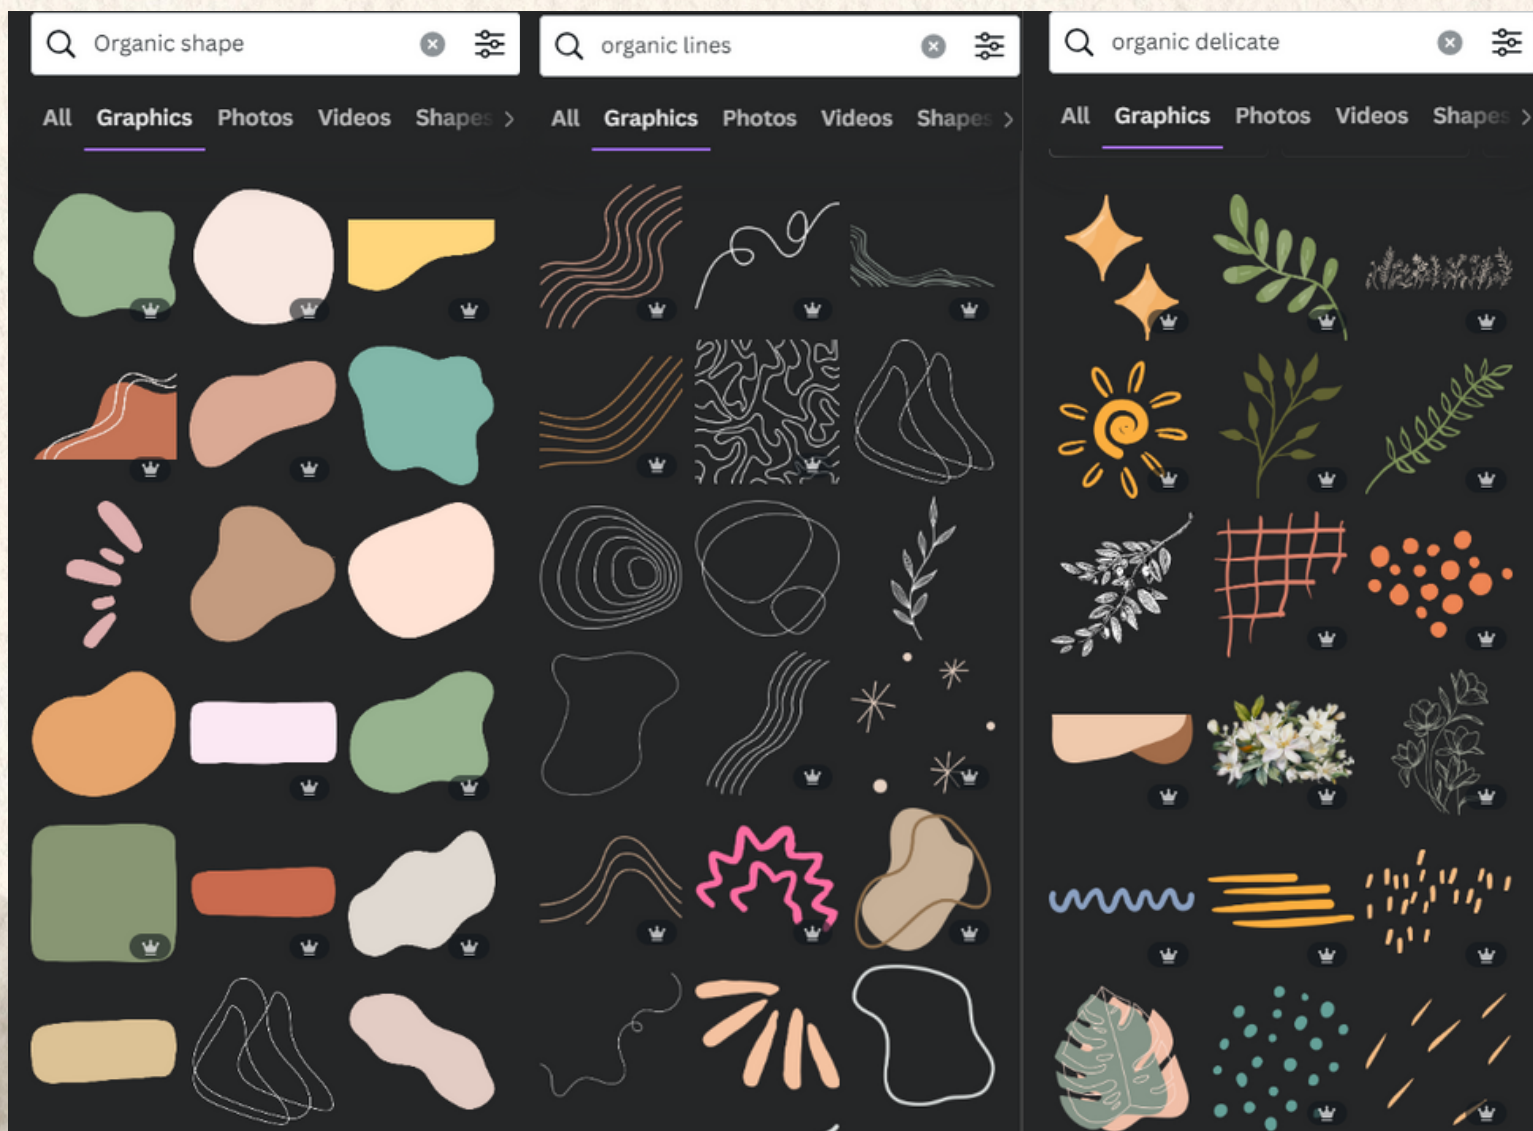 Organic shape
All Graphics Photos Videos Shapes
organic lines
All Graphics Photos Videos Shapes
organic delicate
All Graphics Photos Videos Shapes